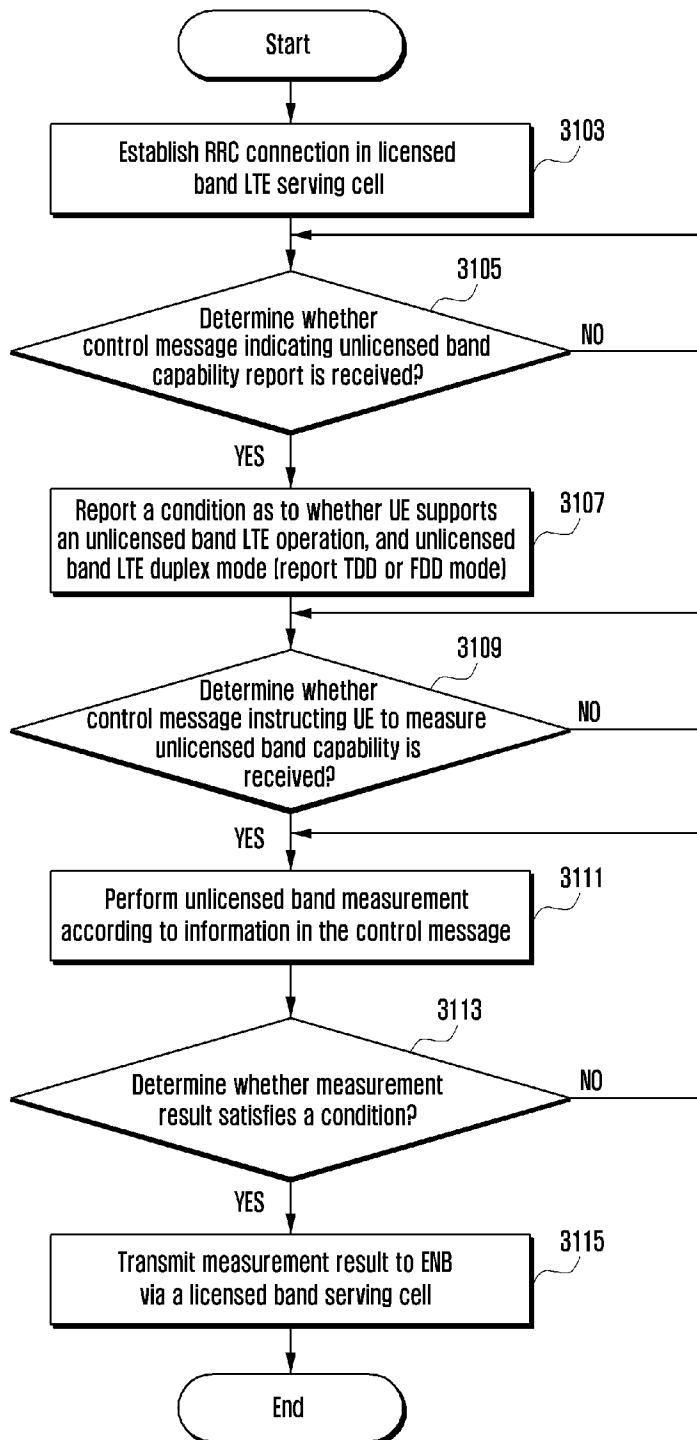 Start
Establish RRC connection in licensed
band LTE serving cell
3103
3105
Determine whether
control message indicating unlicensed band
capability report is received?
NO
YES
Report a condition as to whether UE supports
an unlicensed band LTE operation, and unlicensed
band LTE duplex mode (report TDD or FDD mode)
3107
3109
Determine whether
control message instructing UE to measure
unlicensed band capability is
received?
NO
YES
Perform unlicensed band measurement
according to information in the control message
3111
3113
Determine whether measurement
result satisfies a condition?
NO
YES
Transmit measurement result to ENB
via a licensed band serving cell
3115
End